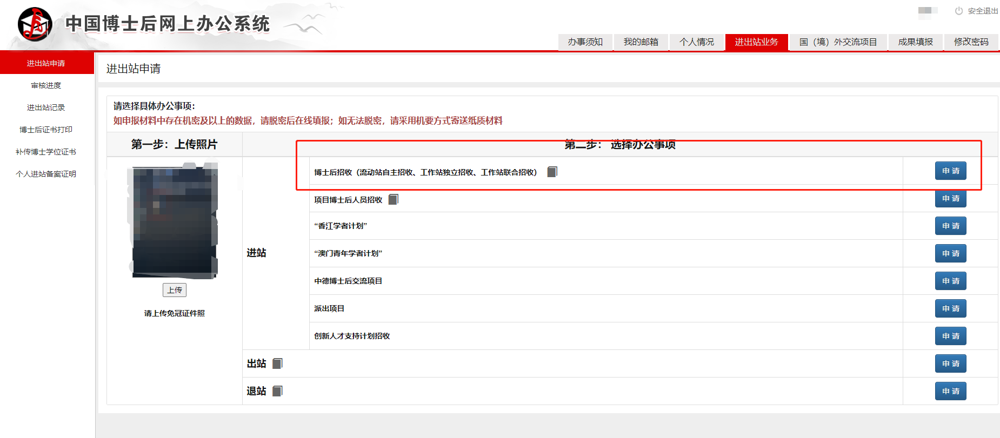 中国博士后网上办公系统
安全退出
办事须知 我的邮箱 个人情况 进出站业务 国（境）外交流项目 成果填报 修改密码
进出站申请
审核进度
进出站记录
博士后证书打印
补传博士学位证书
个人进站备案证明
进出站申请
请选择具体办公事项：
如申报材料中存在机密及以上的数据，请脱密后在线填报；如无法脱密，请采用机要方式寄送纸质材料
第一步：上传照片 第二步： 选择办公事项
上传
请上传免冠证件照
进站
博士后招收（流动站自主招收、工作站独立招收、工作站联合招收） 申 请
项目博士后人员招收 申 请
“香江学者计划” 申 请
“澳门青年学者计划” 申 请
中德博士后交流项目 申 请
派出项目 申 请
创新人才支持计划招收 申 请
出站 申 请
退站 申 请